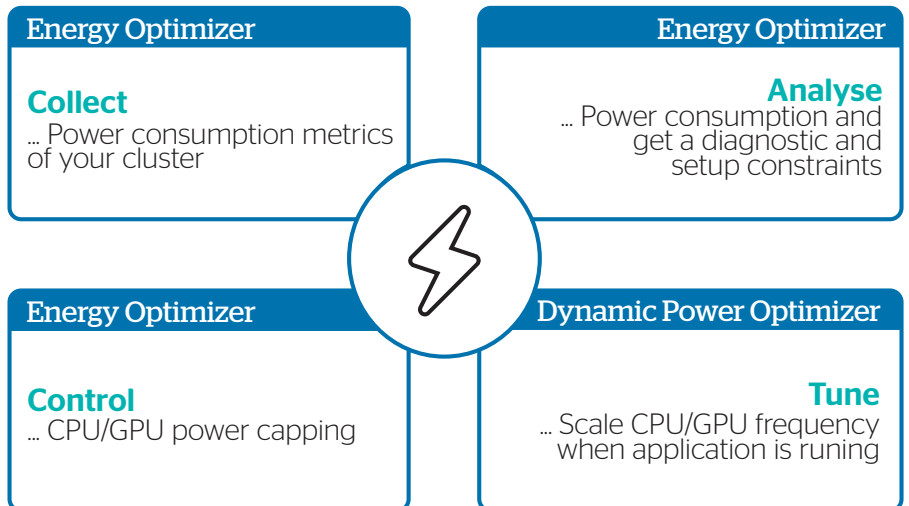 Energy Optimizer
Collect
... Power consumption metrics
of your cluster
Energy Optimizer
Analyse
... Power consumption and
get a diagnostic and
setup constraints
Energy Optimizer
Control
... CPU/GPU power capping
Dynamic Power Optimizer
Tune
... Scale CPU/GPU frequency
when application is runing